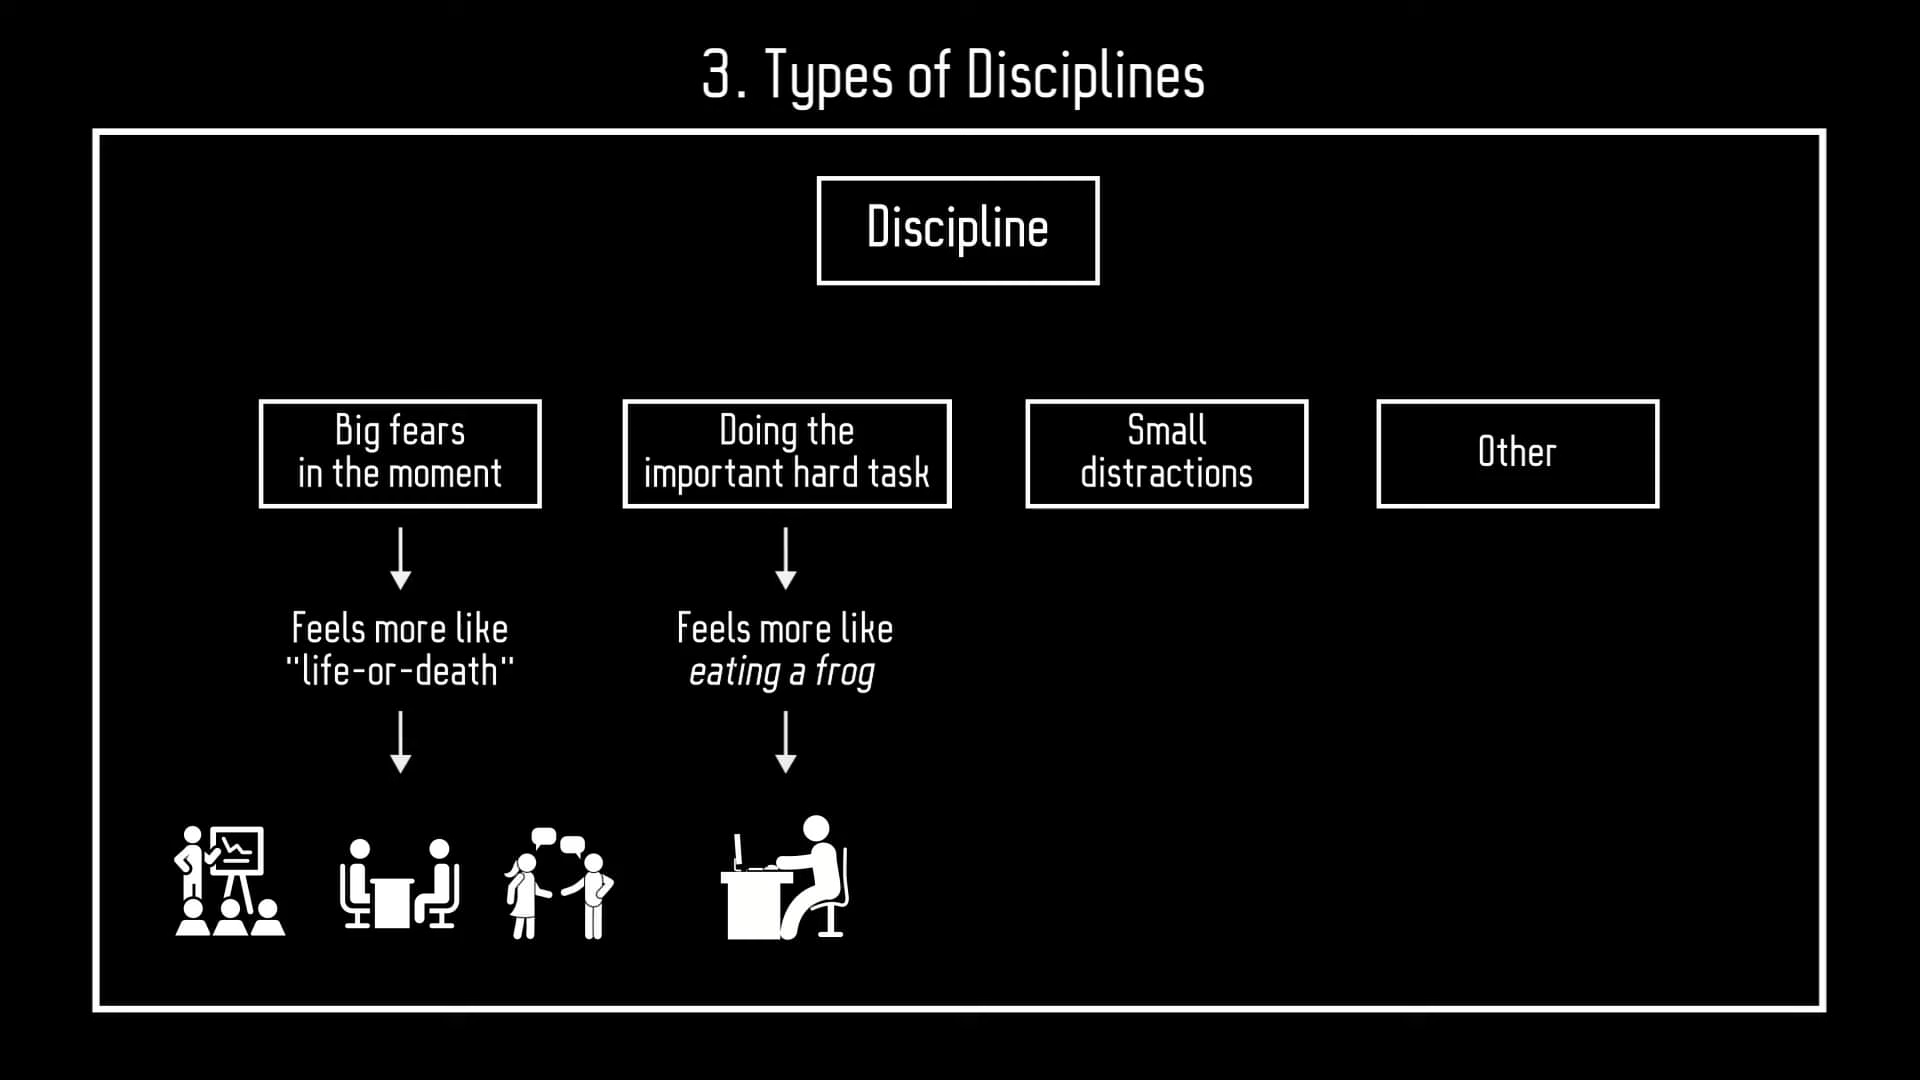 3. Types of Disciplines
Discipline
Big fears
in the moment
Doing the
important hard task
Small
distractions
Other
Feels more like
"life-or-death"
Feels more like
eating a frog